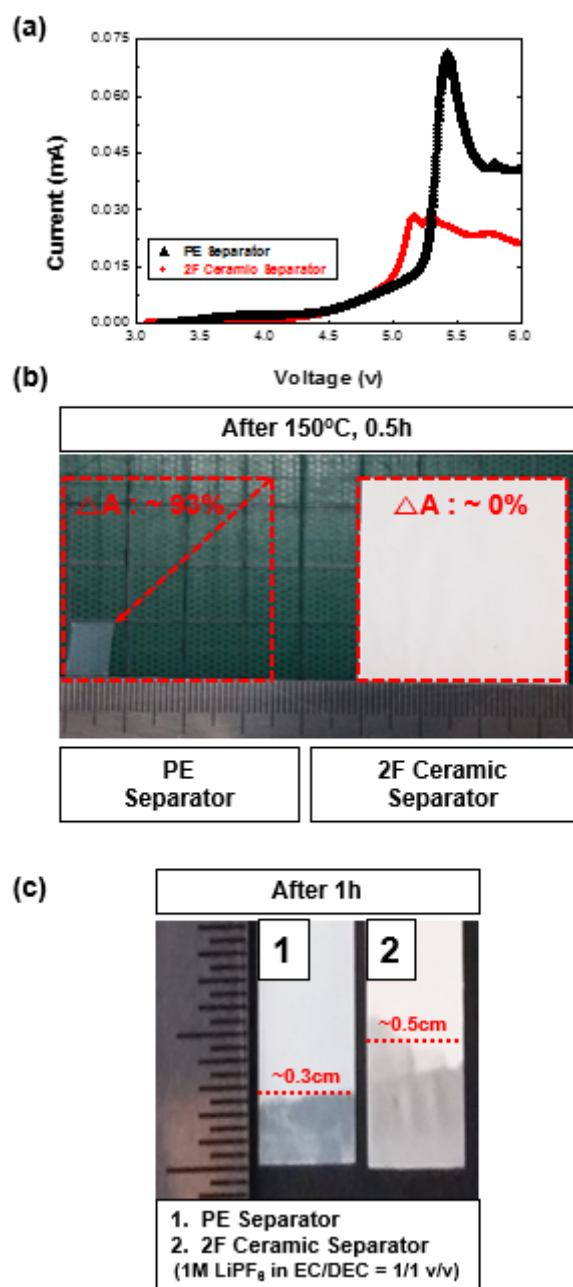 (a)
0.075
0.060
0.045
0.030
0.015
0.000
Current (mA)
PE Separator
2F Ceramic Separator
3.0 3.5 4.0 4.5 5.0 5.5 6.0
Voltage (v)
(b)
After 150ºC, 0.5h
△A : ~ 93% △A : ~ 0%
PE
Separator
2F Ceramic
Separator
(c)
After 1h
1 2
~0.5cm
~0.3cm
1. PE Separator
2. 2F Ceramic Separator
(1M LiPF₆ in EC/DEC = 1/1 v/v)